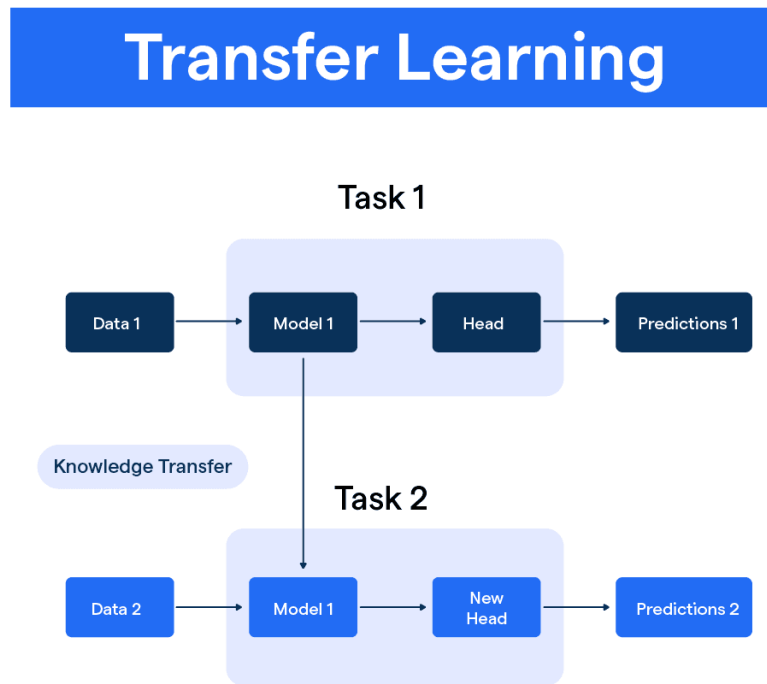 Transfer Learning
Task 1
Data 1
Model 1
Head
Predictions 1
Knowledge Transfer
Task 2
Data 2
Model 1
New
Head
Predictions 2